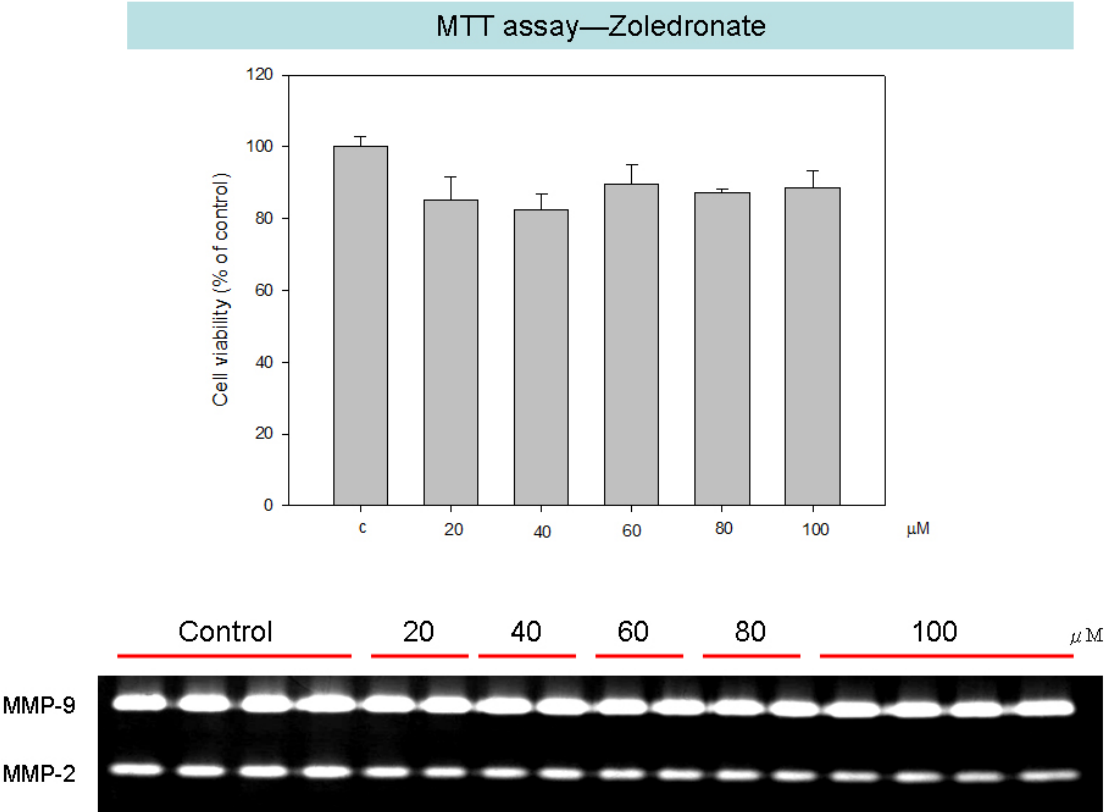 MTT assay—Zoledronate
120
100
80
60
40
20
0
Cell viability (% of control)
c 20 40 60 80 100 μM
Control 20 40 60 80 100 μM
MMP-9
MMP-2